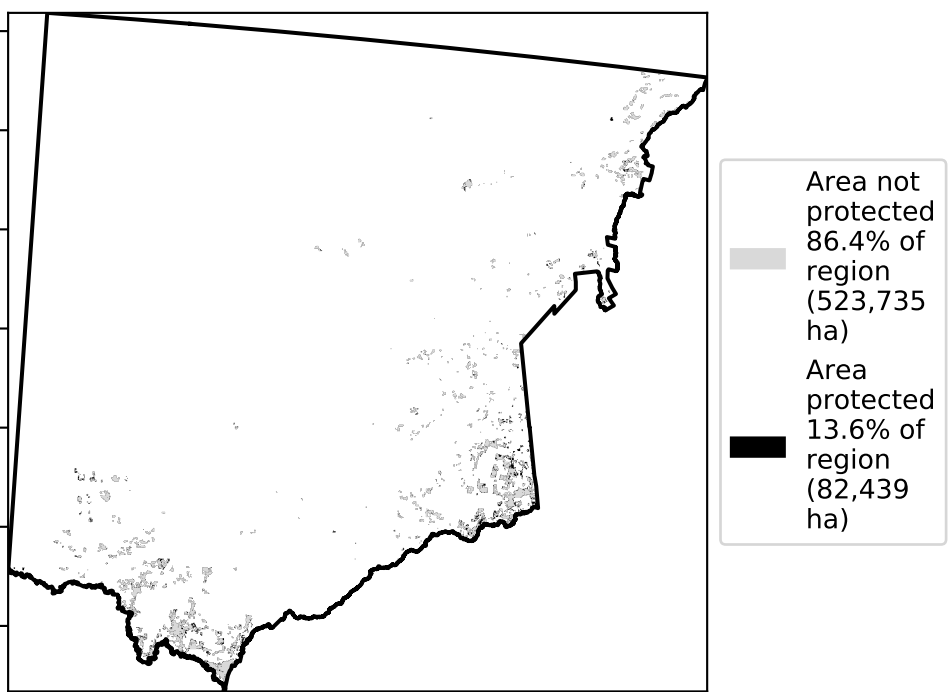 Area not
protected
86.4% of
region
(523,735
ha)
Area
protected
13.6% of
region
(82,439
ha)